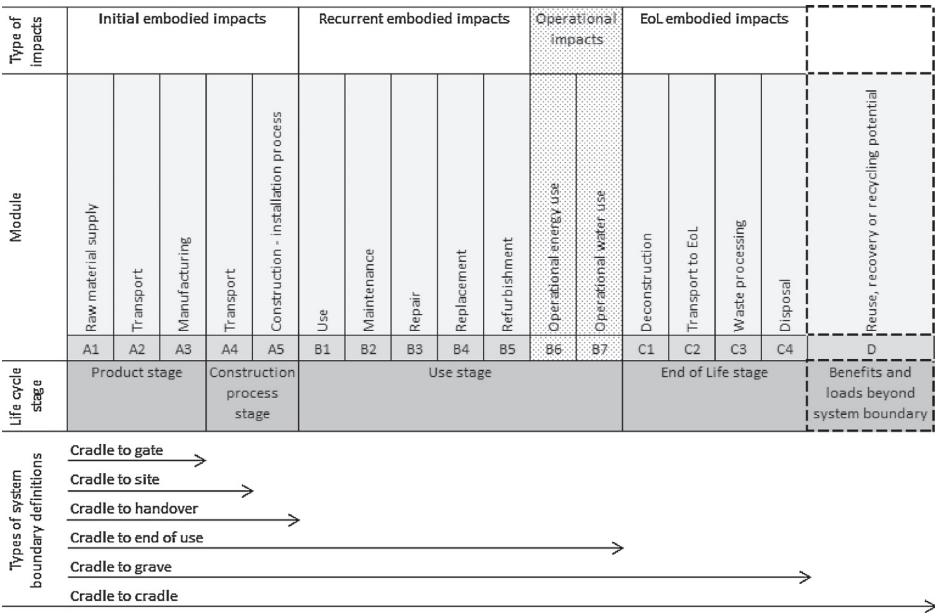 Type of
impacts
Initial embodied impacts
Recurrent embodied impacts
Operational
impacts
EoL embodied impacts
Module
Raw material supply
Transport
Manufacturing
Transport
Construction - installation process
Use
Maintenance
Repair
Replacement
Refurbishment
Operational energy use
Operational water use
Deconstruction
Transport to EoL
Waste processing
Disposal
Reuse, recovery or recycling potential
A1 A2 A3 A4 A5 B1 B2 B3 B4 B5 B6 B7 C1 C2 C3 C4 D
Life cycle
stage
Product stage
Construction
process
stage
Use stage
End of Life stage
Benefits and
loads beyond
system boundary
Types of system
boundary definitions
Cradle to gate
Cradle to site
Cradle to handover
Cradle to end of use
Cradle to grave
Cradle to cradle